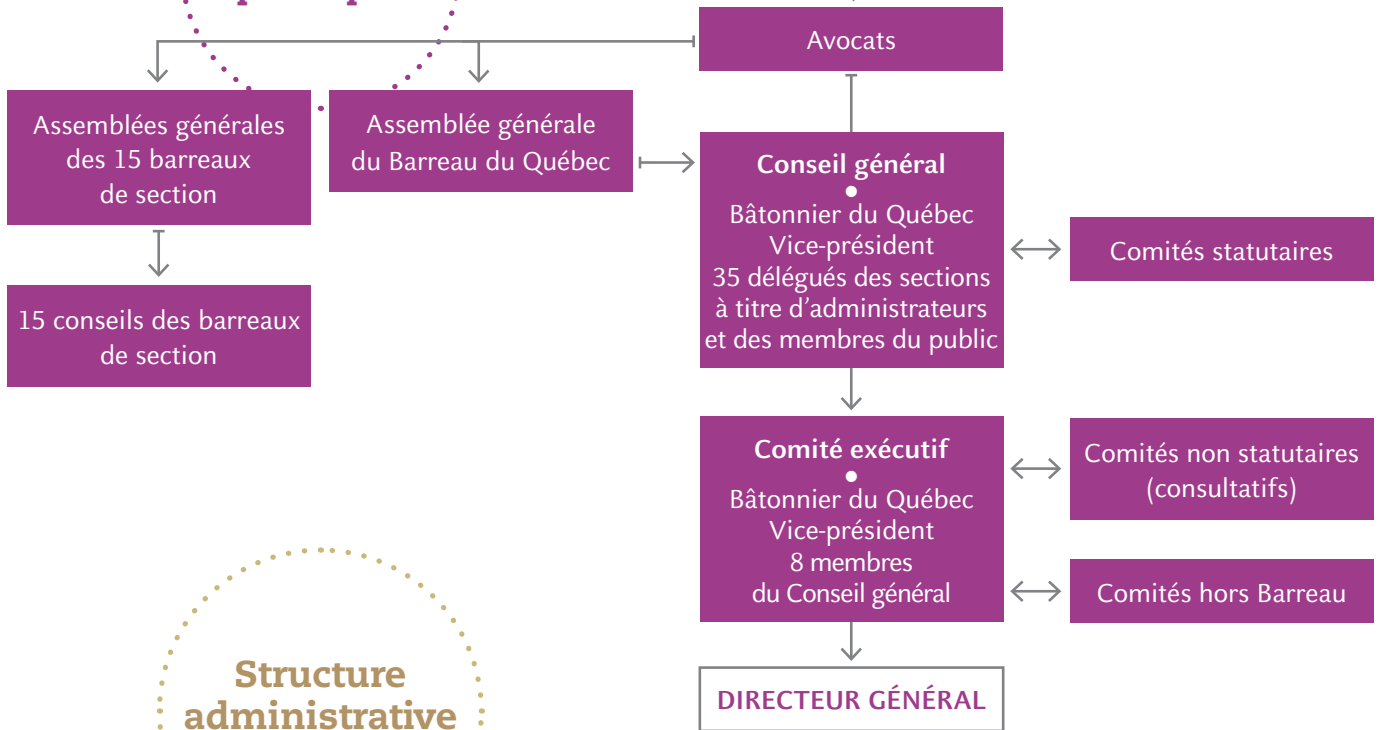 Avocats
Assemblées générales
des 15 barreaux
de section
Assemblée générale
du Barreau du Québec
Conseil général
•
Bâtonnier du Québec
Vice-président
35 délégués des sections
à titre d'administrateurs
et des membres du public
Comités statutaires
15 conseils des barreaux
de section
Comité exécutif
•
Bâtonnier du Québec
Vice-président
8 membres
du Conseil général
Comités non statutaires
(consultatifs)
Comités hors Barreau
Structure
administrative
DIRECTEUR GÉNÉRAL